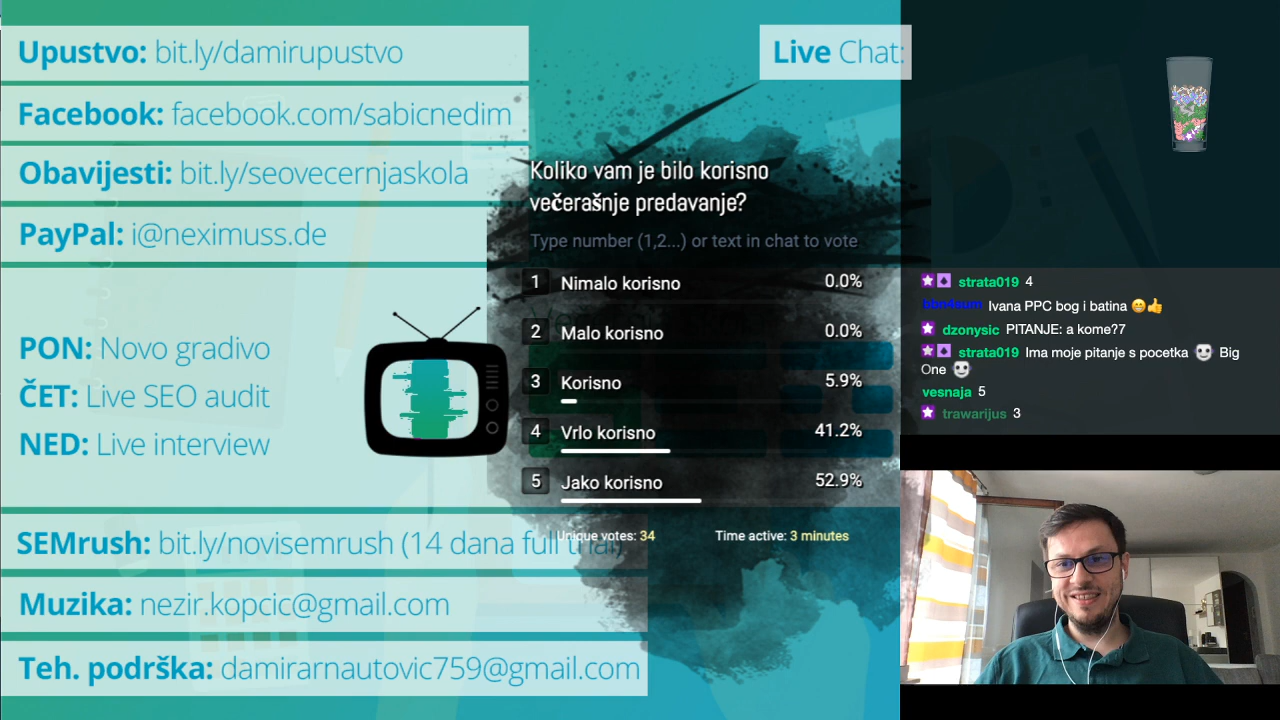 Upustvo: bit.ly/damirupustvo
Facebook: facebook.com/sabicnedim
Obavijesti: bit.ly/seovecernjaskola
PayPal: i@neximuss.de
PON: Novo gradivo
ČET: Live SEO audit
NED: Live interview
SEMrush: bit.ly/novisemrush (14 dana full trial)
Muzika: nezir.kopcic@gmail.com
Teh. podrška: damirarnautovic759@gmail.com
Koliko vam je bilo korisno
večerašnje predavanje?
Type number (1,2...) or text in chat to vote
1 Nimalo korisno 0.0%
2 Malo korisno 0.0%
3 Korisno 5.9%
4 Vrlo korisno 41.2%
5 Jako korisno 52.9%
Unique votes: 34 Time active: 3 minutes
Live Chat:
strata019 4
bbn4sum Ivana PPC bog i batina 😁👍
dzonysic PITANJE: a kome?7
strata019 Ima moje pitanje s pocetka Big
One
vesnaja 5
trawarijus 3